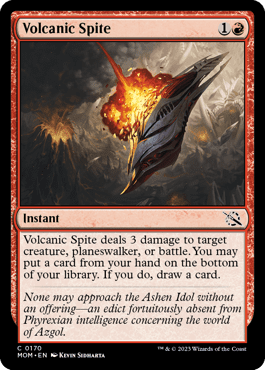 Volcanic Spite 1
Instant
Volcanic Spite deals 3 damage to target
creature, planeswalker, or battle. You may
put a card from your hand on the bottom
of your library. If you do, draw a card.
None may approach the Ashen Idol without
an offering—an edict fortuitously absent from
Phyrexian intelligence concerning the world
of Azgol.
C 0170
MOM • EN Kevin Sidharta ™ & © 2023 Wizards of the Coast